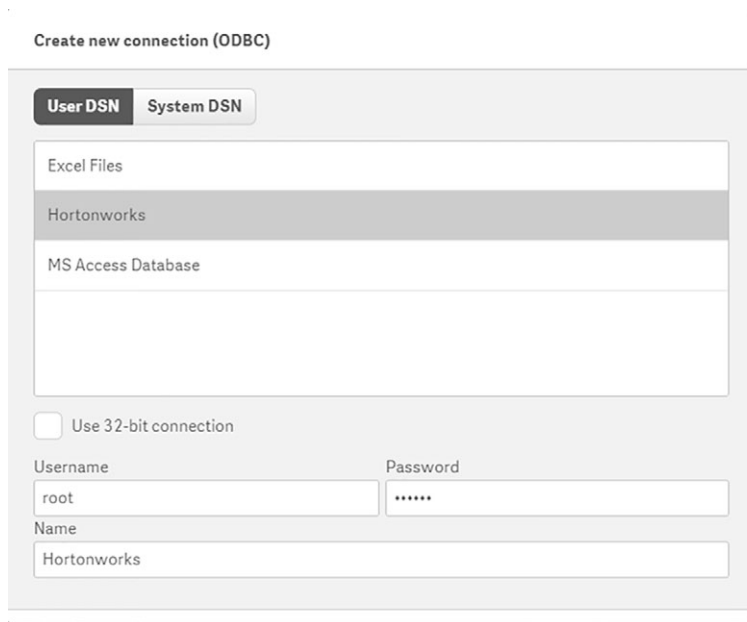 Create new connection (ODBC)
User DSN System DSN
Excel Files
Hortonworks
MS Access Database
Use 32-bit connection
Username Password
root ••••••
Name
Hortonworks